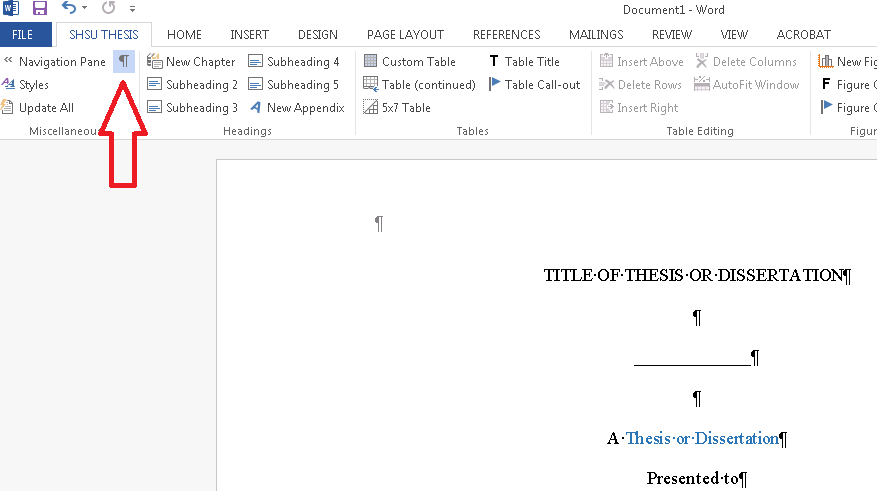 Document1 - Word
FILE SHSU THESIS HOME INSERT DESIGN PAGE LAYOUT REFERENCES MAILINGS REVIEW VIEW ACROBAT
Navigation Pane ¶ New Chapter Subheading 4 Custom Table Table Title Insert Above Delete Columns New Fig
Styles Subheading 2 Subheading 5 Table (continued) Table Call-out Delete Rows AutoFit Window Figure
Update All Subheading 3 New Appendix 5x7 Table Insert Right Figure
Miscellaneou Headings Tables Table Editing Figur
¶
TITLE·OF·THESIS·OR·DISSERTATION¶
¶
______________¶
¶
A·Thesis·or·Dissertation¶
Presented·to¶